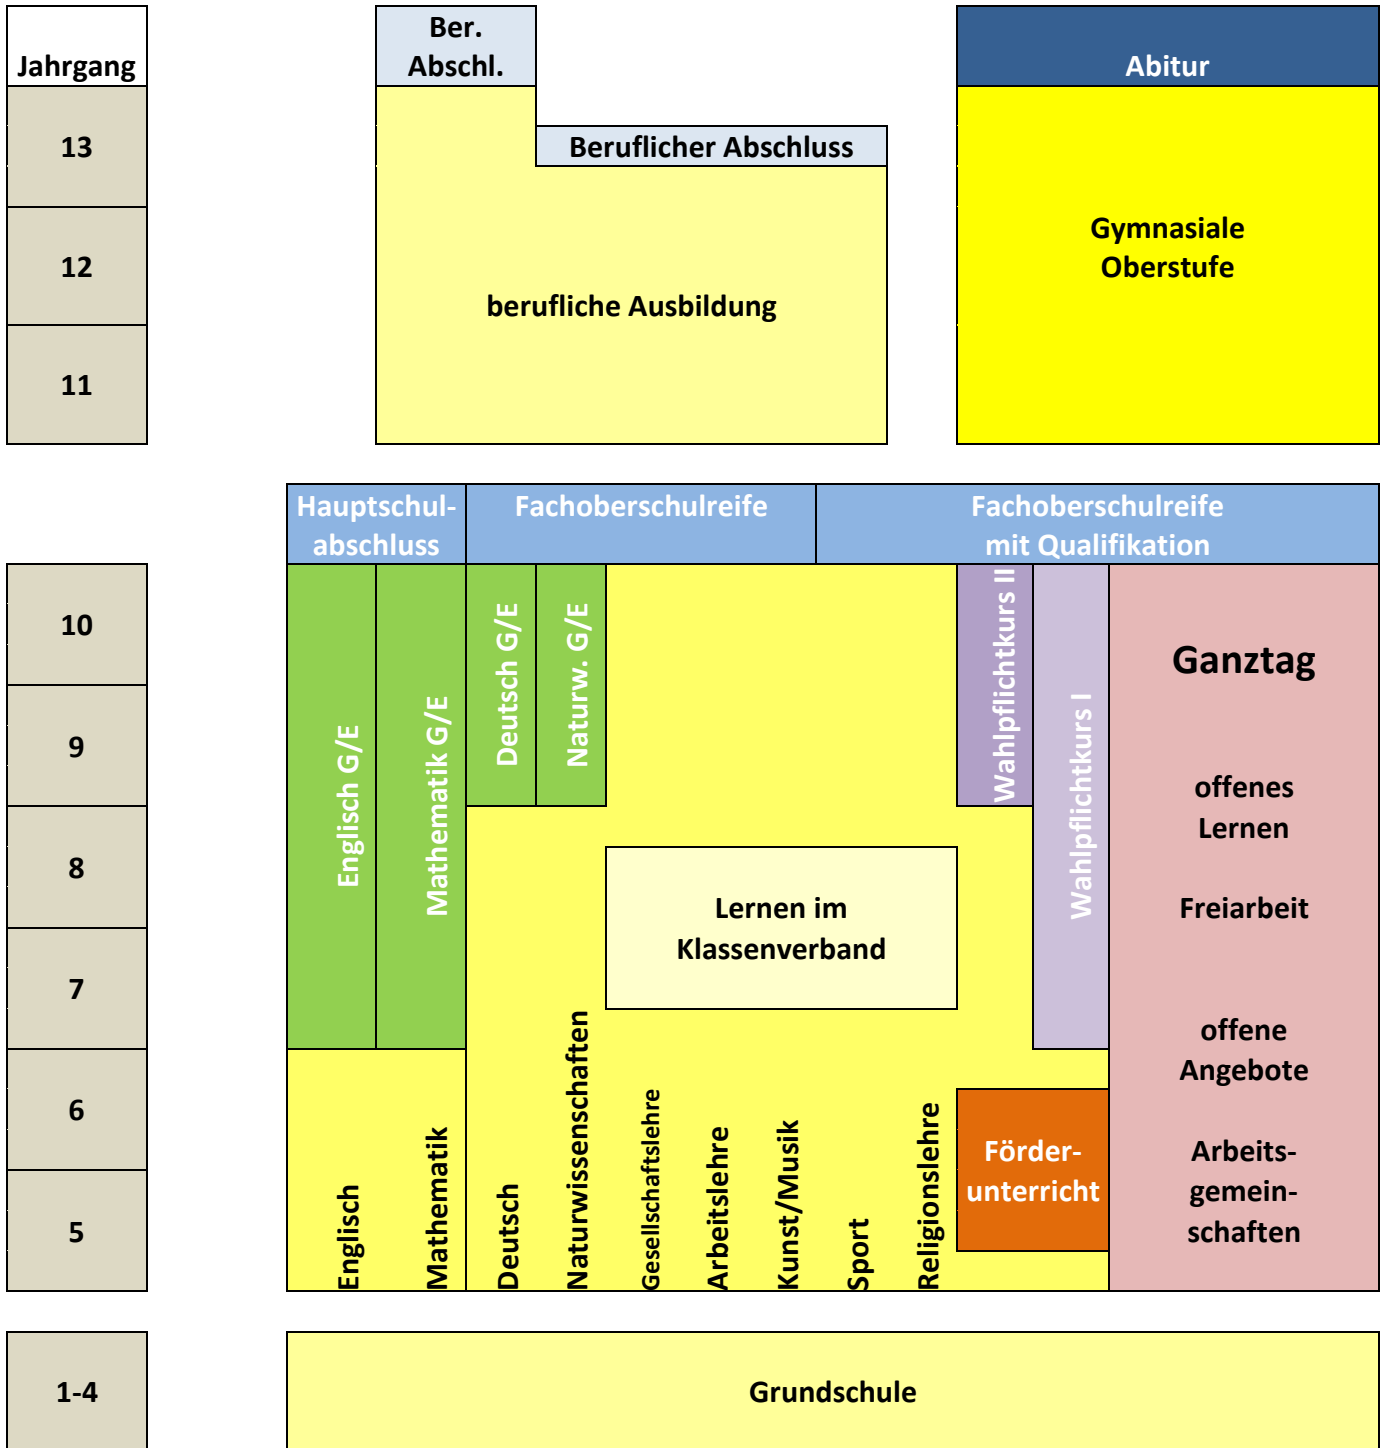 Ber.
Abschl.
Jahrgang
Abitur
13
Beruflicher Abschluss
Gymnasiale
Oberstufe
12
berufliche Ausbildung
11
Hauptschul-
abschluss
Fachoberschulreife
Fachoberschulreife
mit Qualifikation
10
9
8
7
6
5
Englisch G/E
Mathematik G/E
Deutsch G/E
Naturw. G/E
Wahlpflichtkurs II
Wahlpflichtkurs I
Ganztag
offenes
Lernen
Freiarbeit
offene
Angebote
Arbeits-
gemein-
schaften
Lernen im
Klassenverband
Englisch
Mathematik
Deutsch
Naturwissenschaften
Gesellschaftslehre
Arbeitslehre
Kunst/Musik
Sport
Religionslehre
Förder-
unterricht
1-4
Grundschule